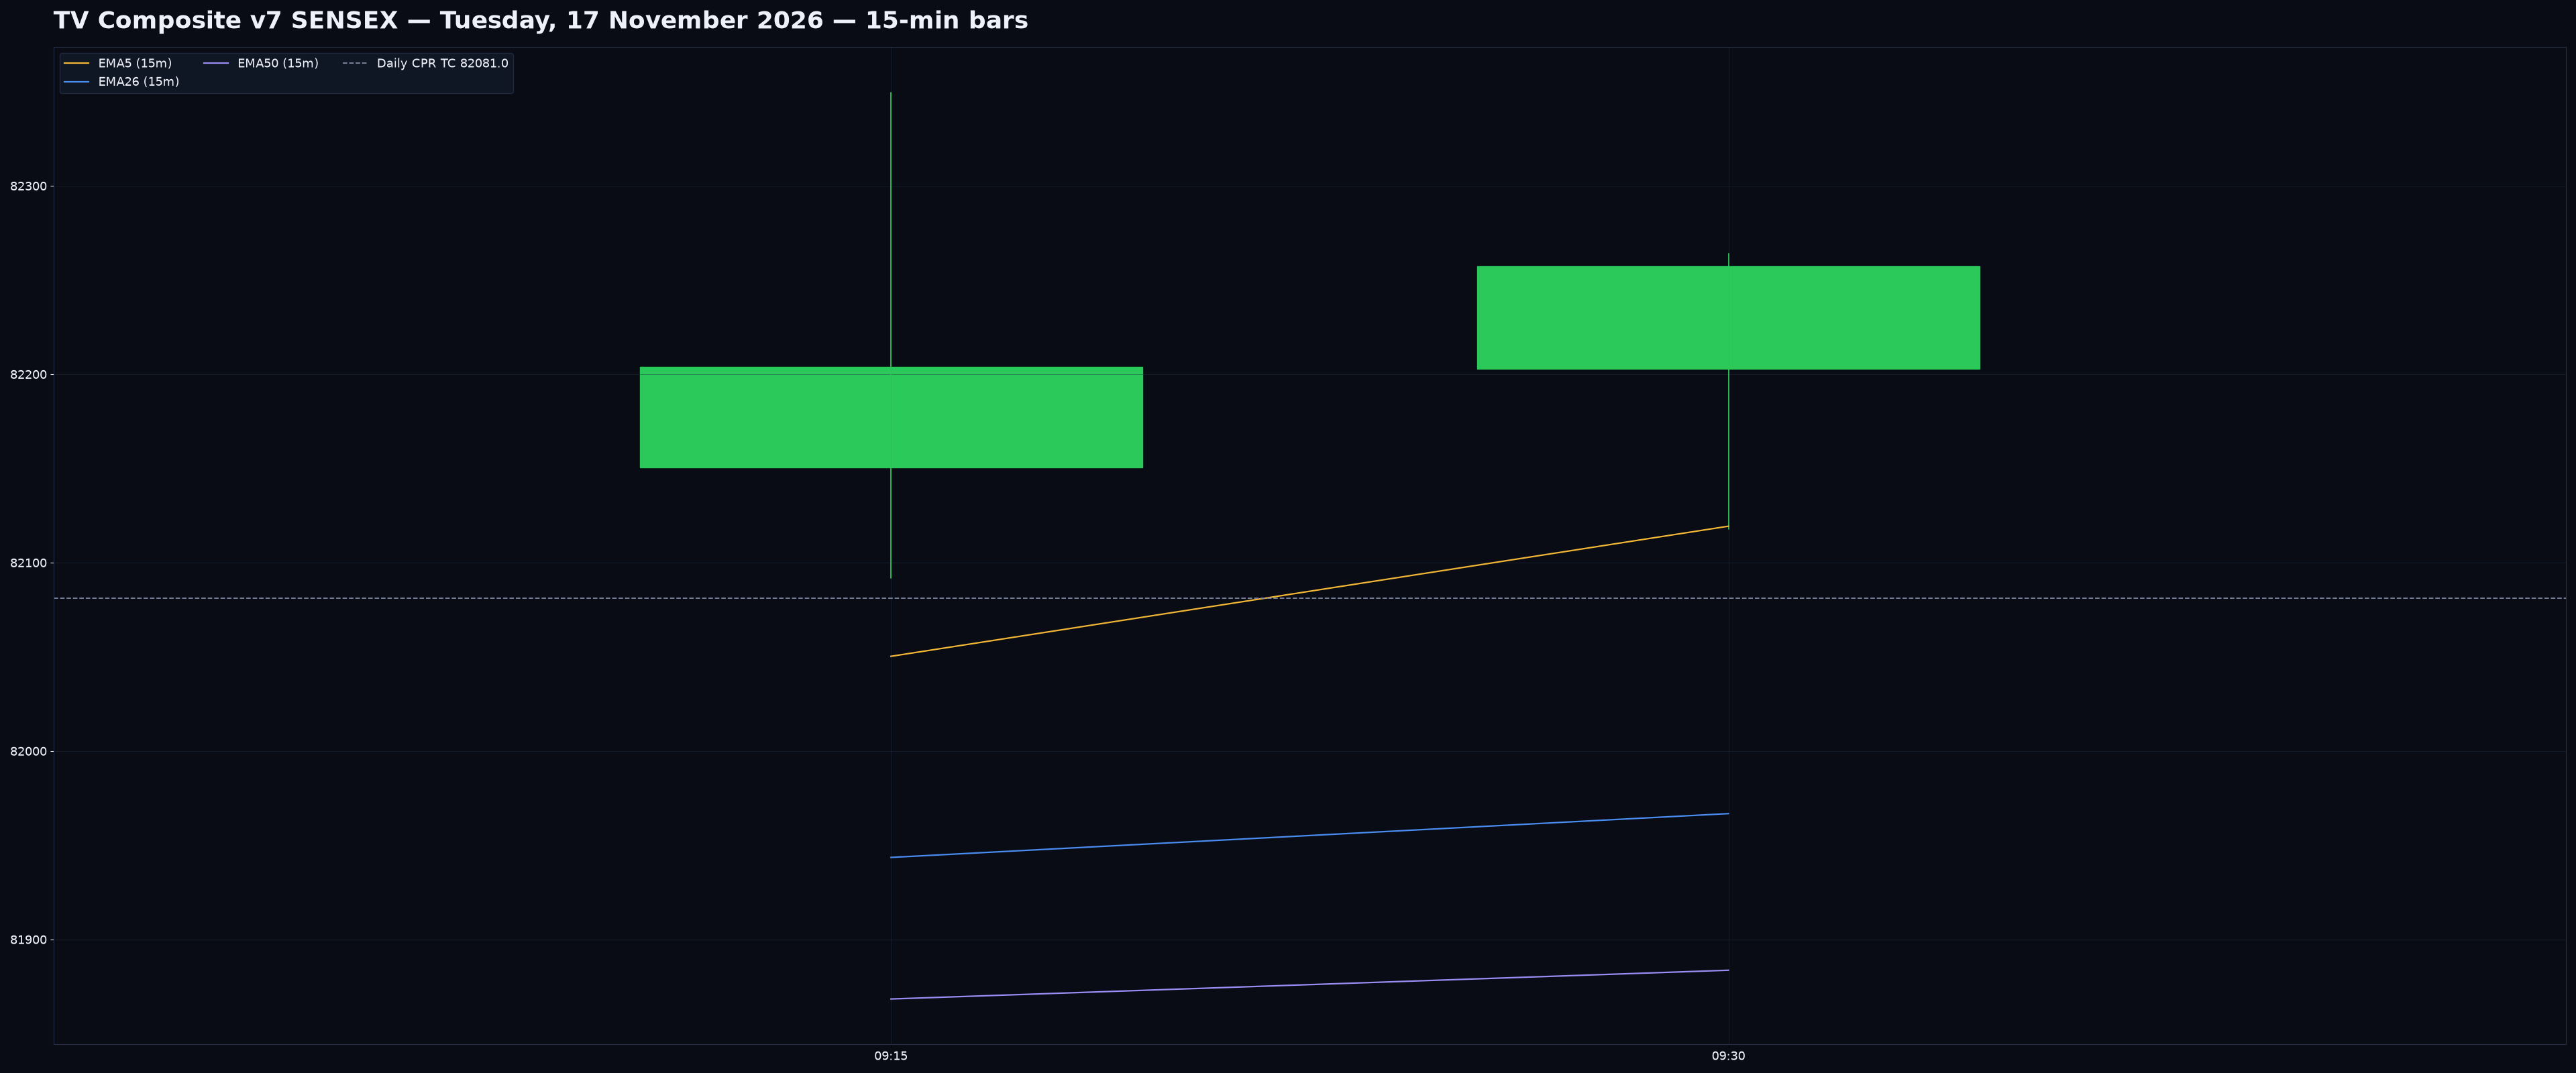 TV Composite v7 SENSEX — Tuesday, 17 November 2026 — 15-min bars
EMA5 (15m) EMA50 (15m) Daily CPR TC 82081.0
EMA26 (15m)
82300
82200
82100
82000
81900
09:15 09:30